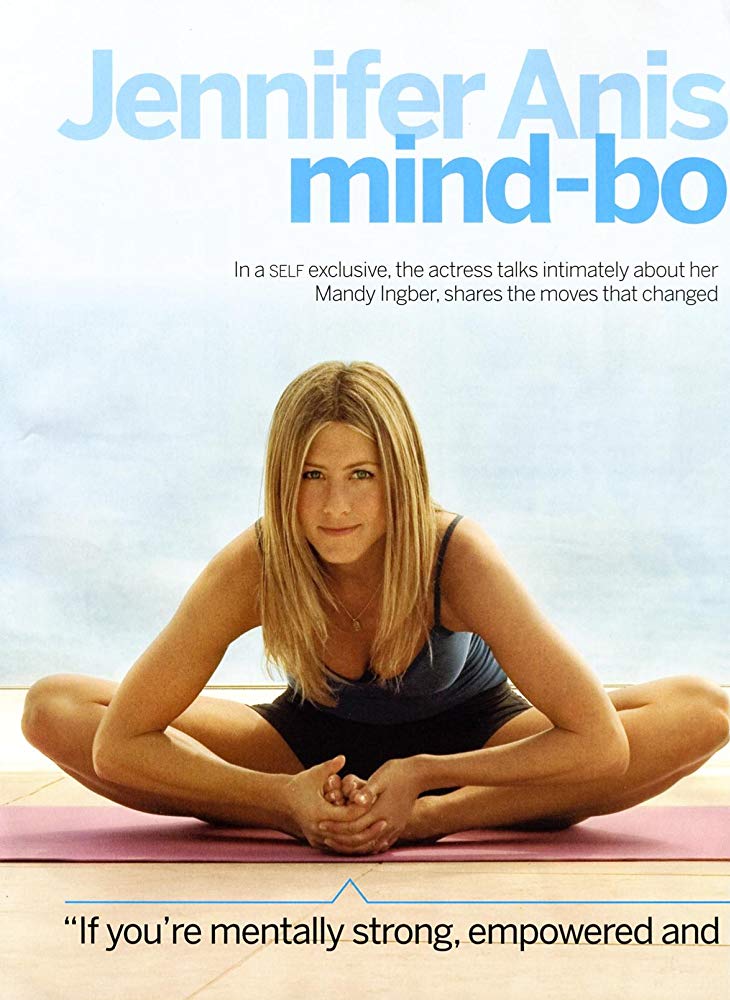 Jennifer Anis
mind-bo
In a SELF exclusive, the actress talks intimately about her
Mandy Ingber, shares the moves that changed
“If you’re mentally strong, empowered and